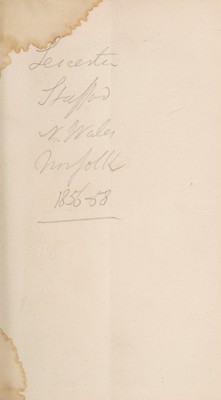 Leicester
Stafford
N. Wales
Norfolk
1856-58